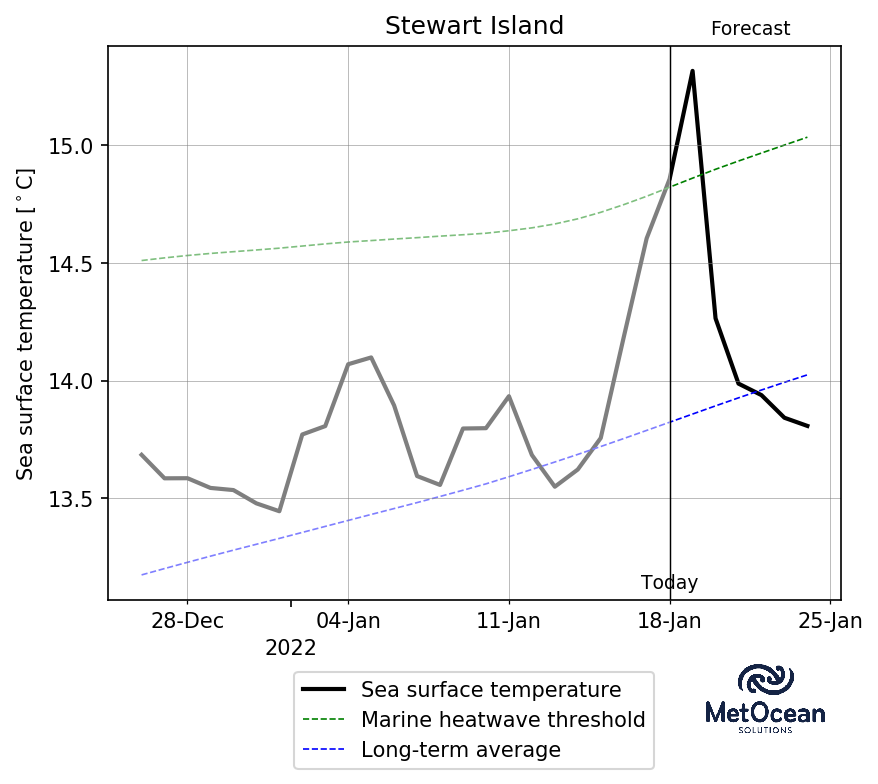 Stewart Island
Forecast
Sea surface temperature [°C]
15.0
14.5
14.0
13.5
Today
28-Dec
04-Jan
11-Jan
18-Jan
25-Jan
2022
Sea surface temperature
Marine heatwave threshold
Long-term average
MetOcean
SOLUTIONS